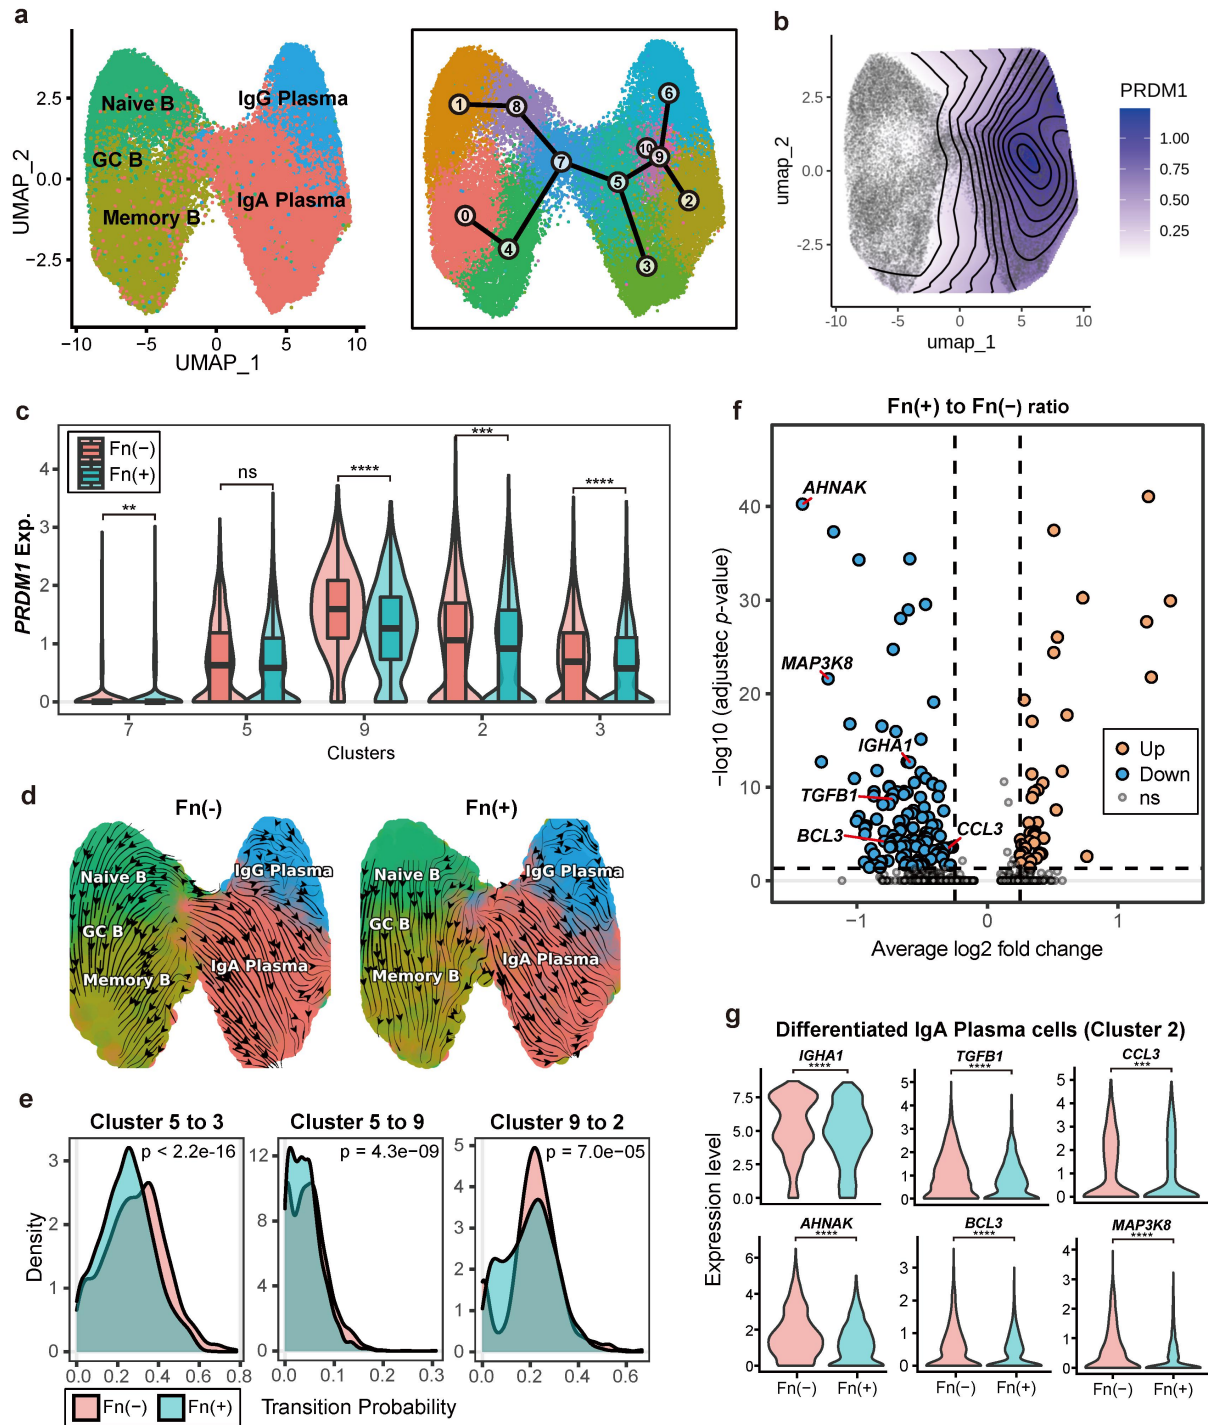 a
UMAP_2
2.5
0.0
−2.5
−10
−5
0
5
10
UMAP_1
Naive B
IgG Plasma
GC B
IgA Plasma
Memory B
1
8
6
7
10
9
5
2
0
4
3
b
umap_2
2.5
0.0
-2.5
-10
-5
0
5
10
umap_1
PRDM1
1.00
0.75
0.50
0.25
c
Fn(−)
Fn(+)
PRDM1 Exp.
4
3
2
1
0
**
ns
****
***
****
7
5
9
2
3
Clusters
d
Fn(-)
Fn(+)
Naive B
IgG Plasma
GC B
IgA Plasma
Memory B
Naive B
IgG Plasma
GC B
IgA Plasma
Memory B
e
Cluster 5 to 3
Cluster 5 to 9
Cluster 9 to 2
p < 2.2e-16
p = 4.3e−09
p = 7.0e−05
Density
3
2
1
0
0.0
0.2
0.4
0.6
0.8
12
8
4
0
0.0
0.1
0.2
0.3
5
4
3
2
1
0
0.0
0.2
0.4
0.6
Fn(−)
Fn(+)
Transition Probability
f
Fn(+) to Fn(−) ratio
−log10 (adjustec p-value)
40
30
20
10
0
AHNAK
MAP3K8
IGHA1
TGFB1
BCL3
CCL3
Up
Down
ns
−1
0
1
Average log2 fold change
g
Differentiated IgA Plasma cells (Cluster 2)
Expression level
IGHA1
****
7.5
5.0
2.5
0.0
TGFB1
****
5
4
3
2
1
0
CCL3
***
5
4
3
2
1
0
AHNAK
****
6
4
2
0
BCL3
****
3
2
1
0
MAP3K8
****
4
3
2
1
0
Fn(−)
Fn(+)
Fn(−)
Fn(+)
Fn(−)
Fn(+)